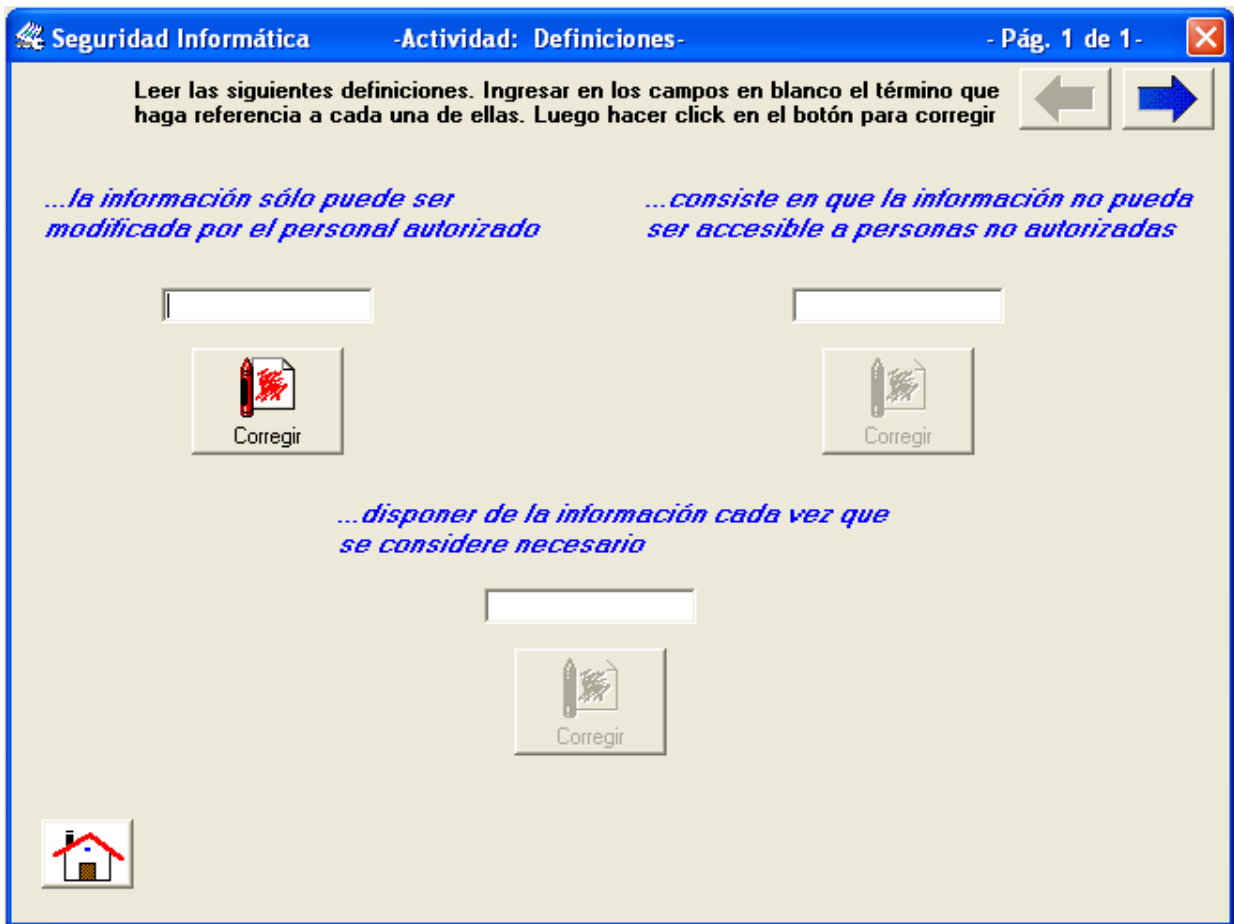 Seguridad Informática -Actividad: Definiciones- - Pág. 1 de 1-
Leer las siguientes definiciones. Ingresar en los campos en blanco el término que
haga referencia a cada una de ellas. Luego hacer click en el botón para corregir
...la información sólo puede ser
modificada por el personal autorizado
...consiste en que la información no pueda
ser accesible a personas no autorizadas
Corregir
Corregir
...disponer de la información cada vez que
se considere necesario
Corregir